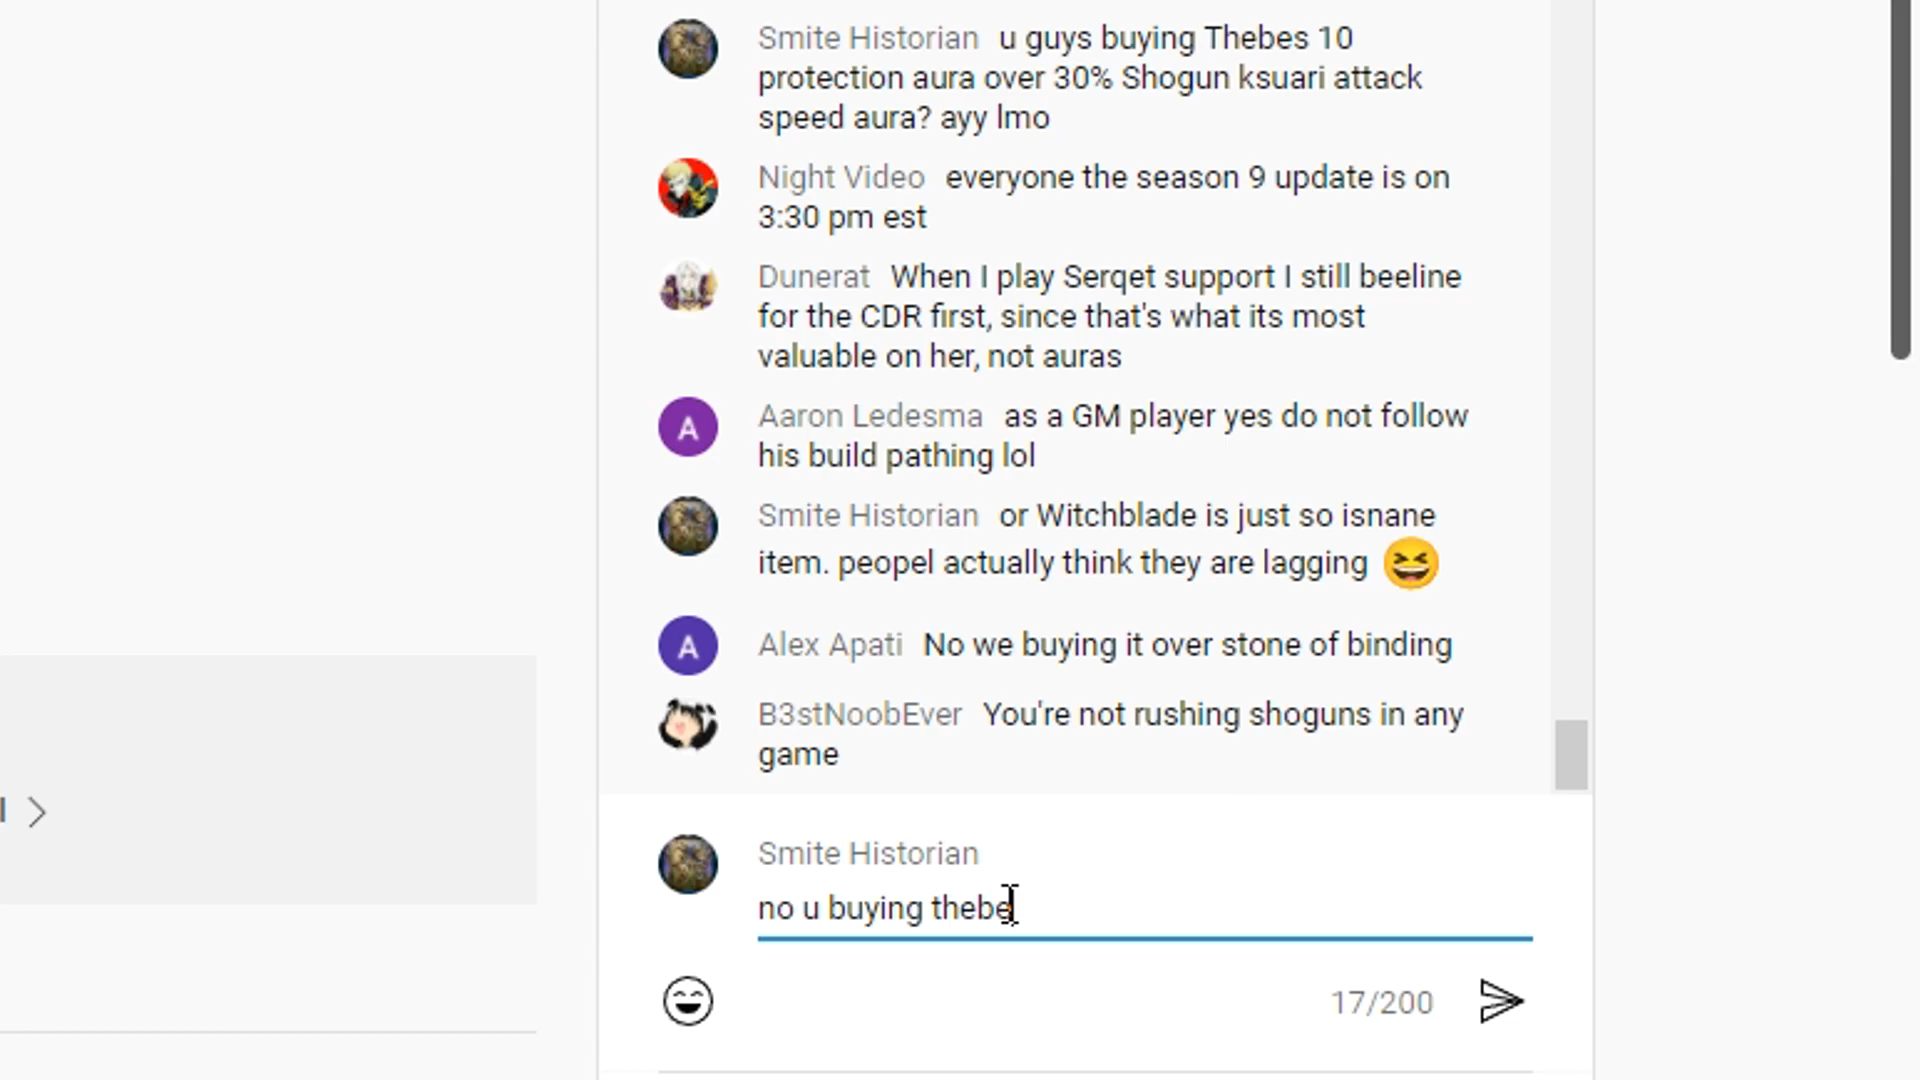 Smite Historian u guys buying Thebes 10
protection aura over 30% Shogun ksuari attack
speed aura? ayy lmo
Night Video everyone the season 9 update is on
3:30 pm est
Dunerat When I play Serqet support I still beeline
for the CDR first, since that's what its most
valuable on her, not auras
A Aaron Ledesma as a GM player yes do not follow
his build pathing lol
Smite Historian or Witchblade is just so isnane
item. peopel actually think they are lagging 😆
A Alex Apati No we buying it over stone of binding
B3stNoobEver You're not rushing shoguns in any
game
Smite Historian
no u buying thebe
17/200